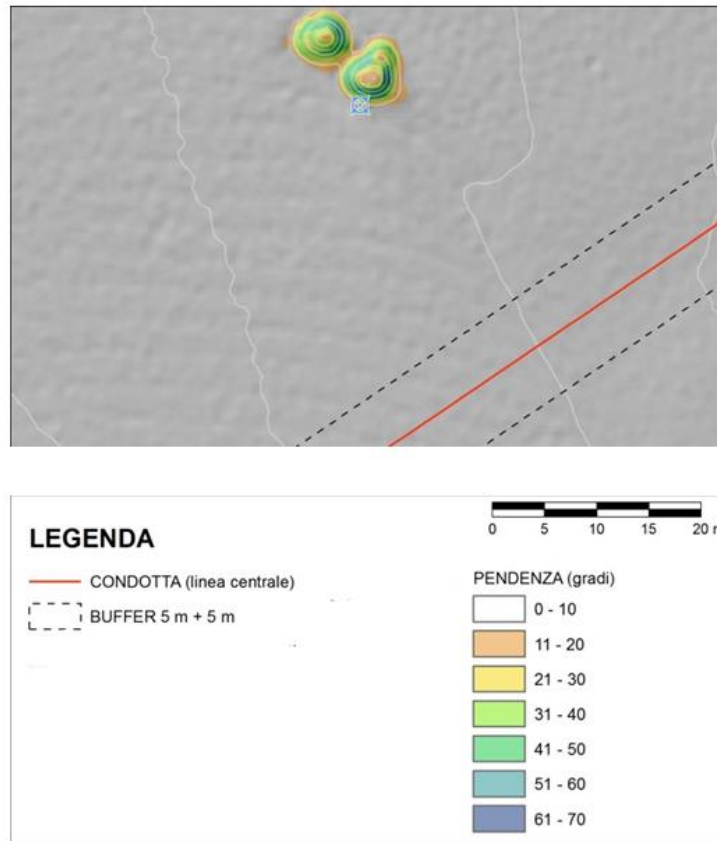 0 5 10 15 20 m
LEGENDA
CONDOTTA (linea centrale)
BUFFER 5 m + 5 m
PENDENZA (gradi)
0 - 10
11 - 20
21 - 30
31 - 40
41 - 50
51 - 60
61 - 70